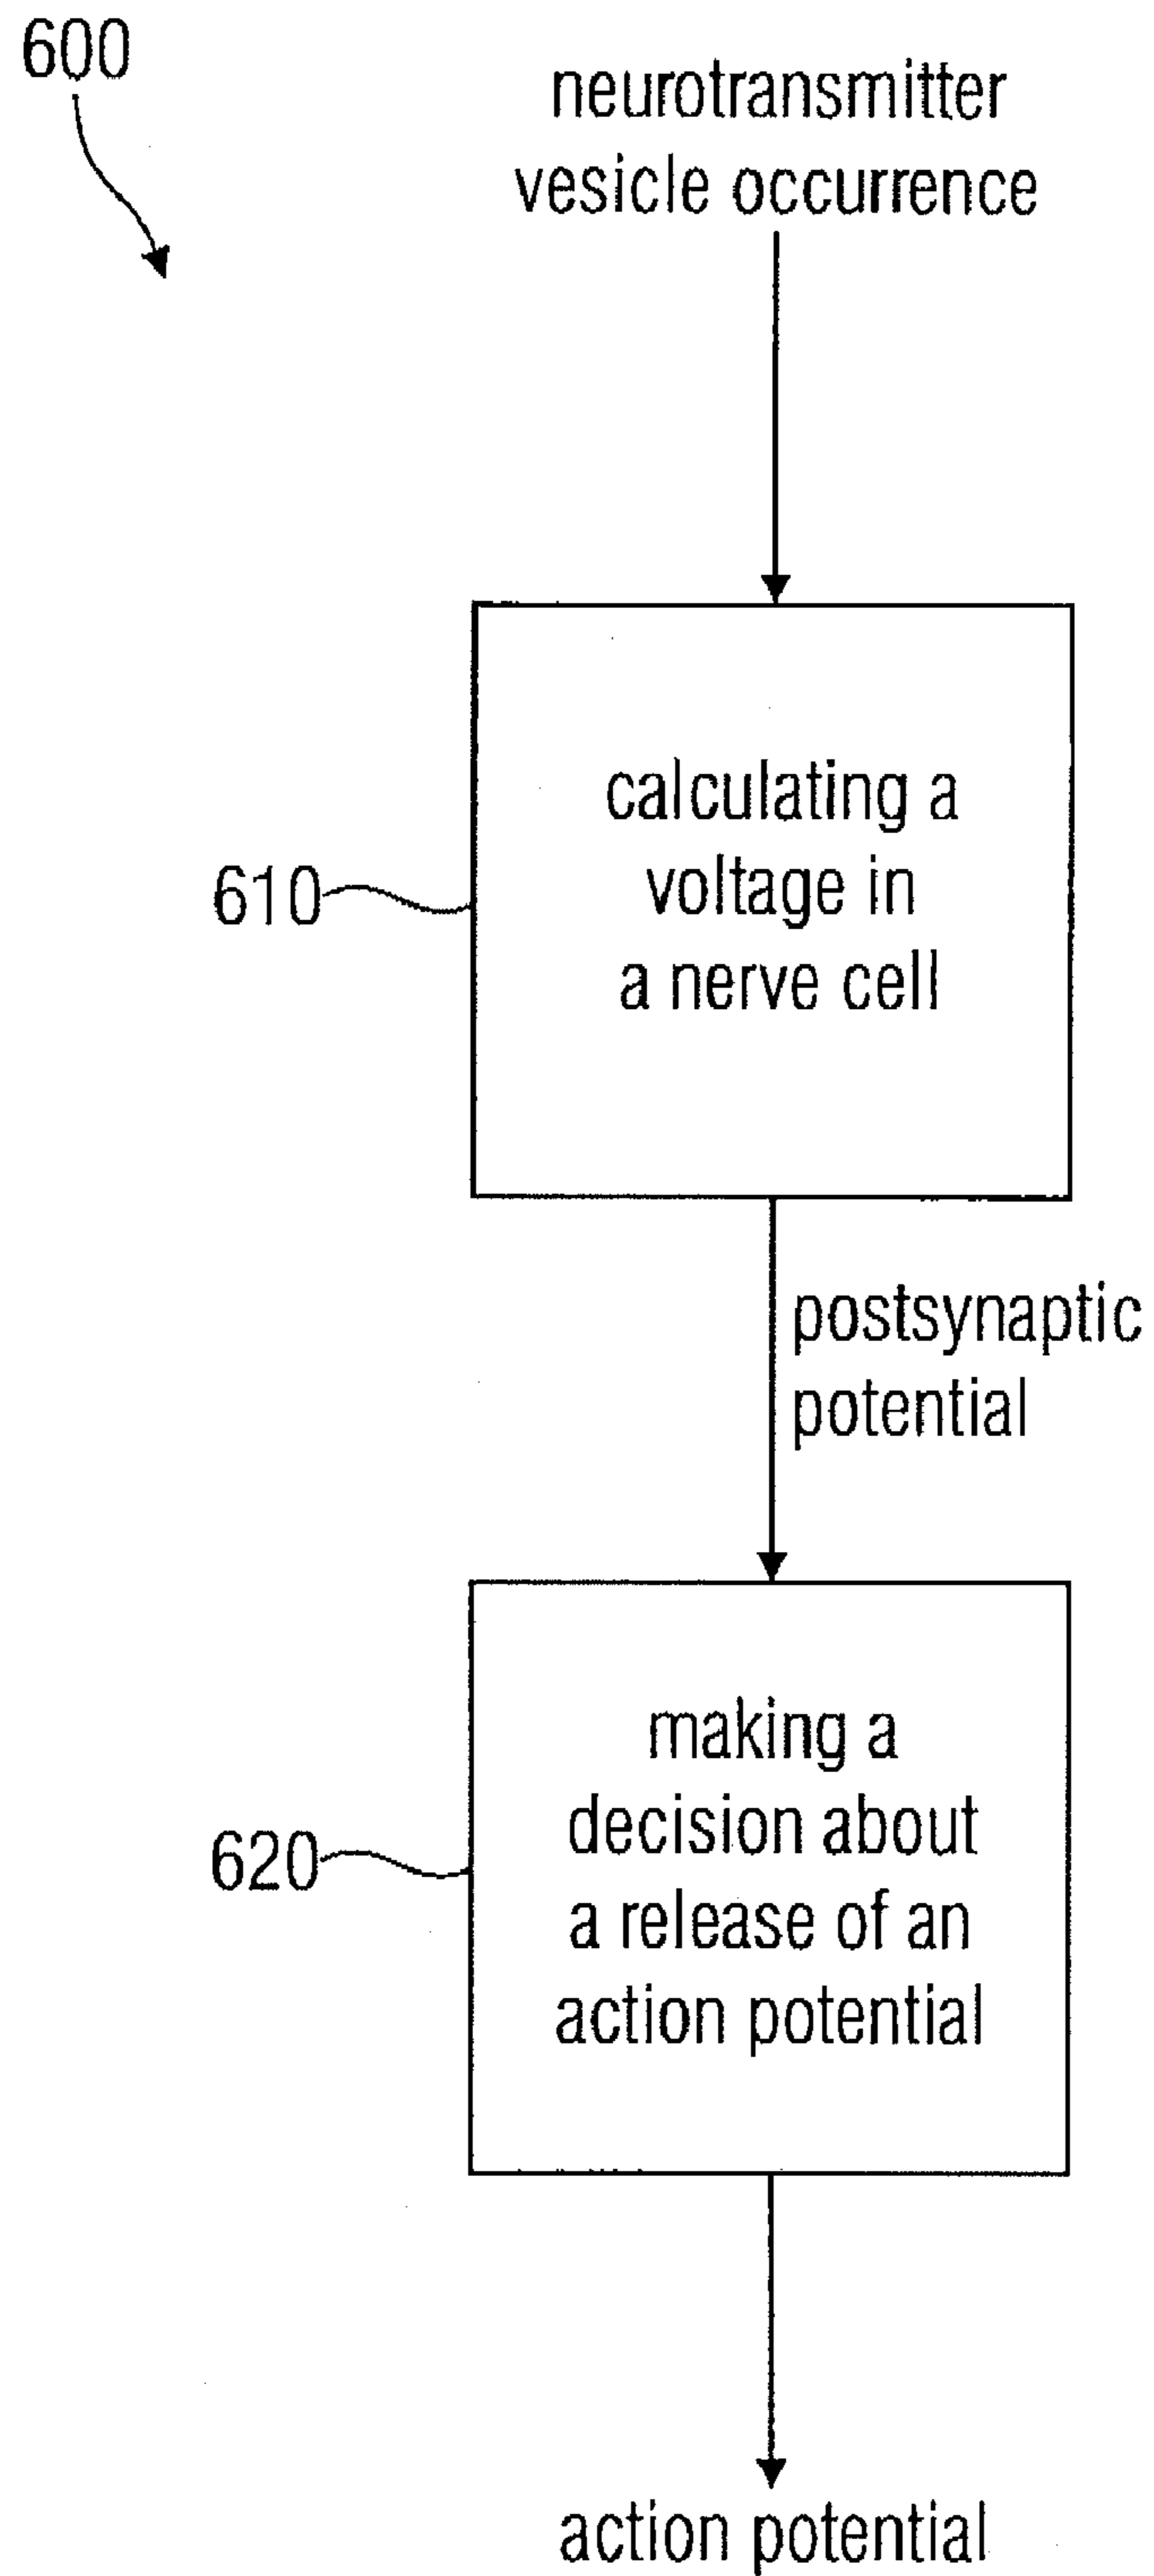 600
neurotransmitter
vesicle occurrence
610
calculating a
voltage in
a nerve cell
postsynaptic
potential
620
making a
decision about
a release of an
action potential
action potential